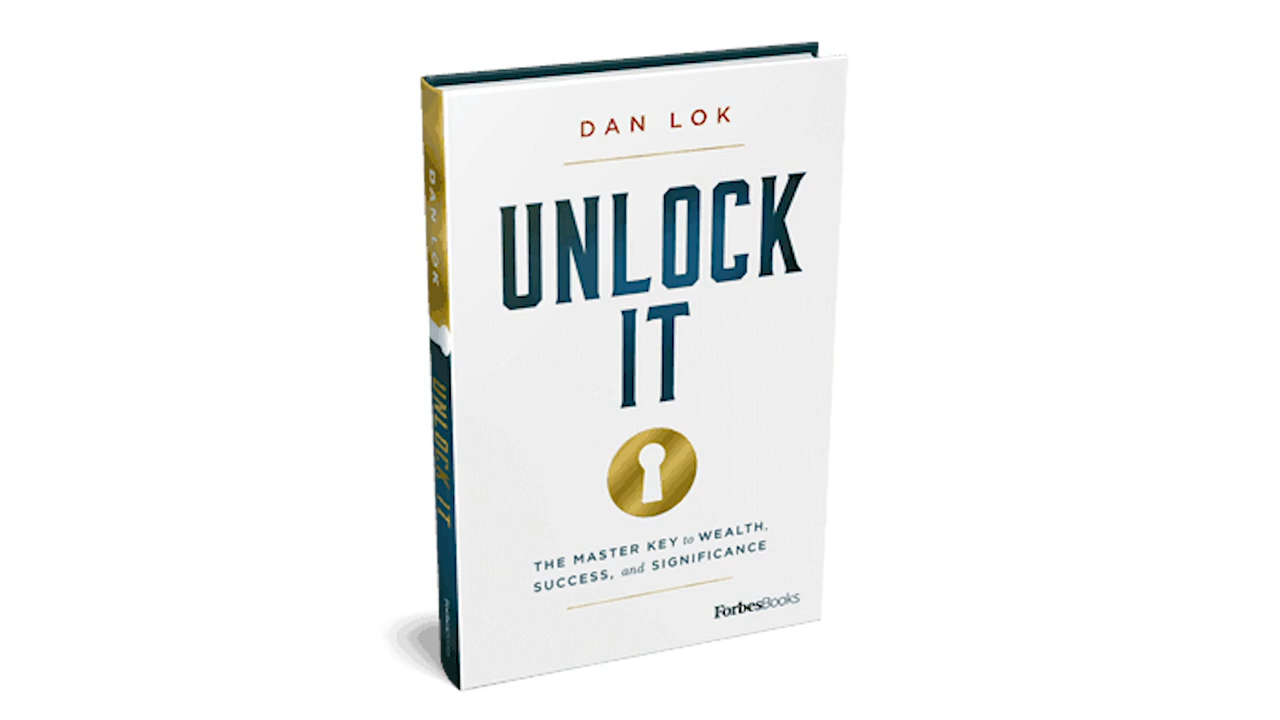 DAN LOK
UNLOCK
IT
THE MASTER KEY to WEALTH,
SUCCESS, and SIGNIFICANCE
ForbesBooks
DAN LOK
UNLOCK IT